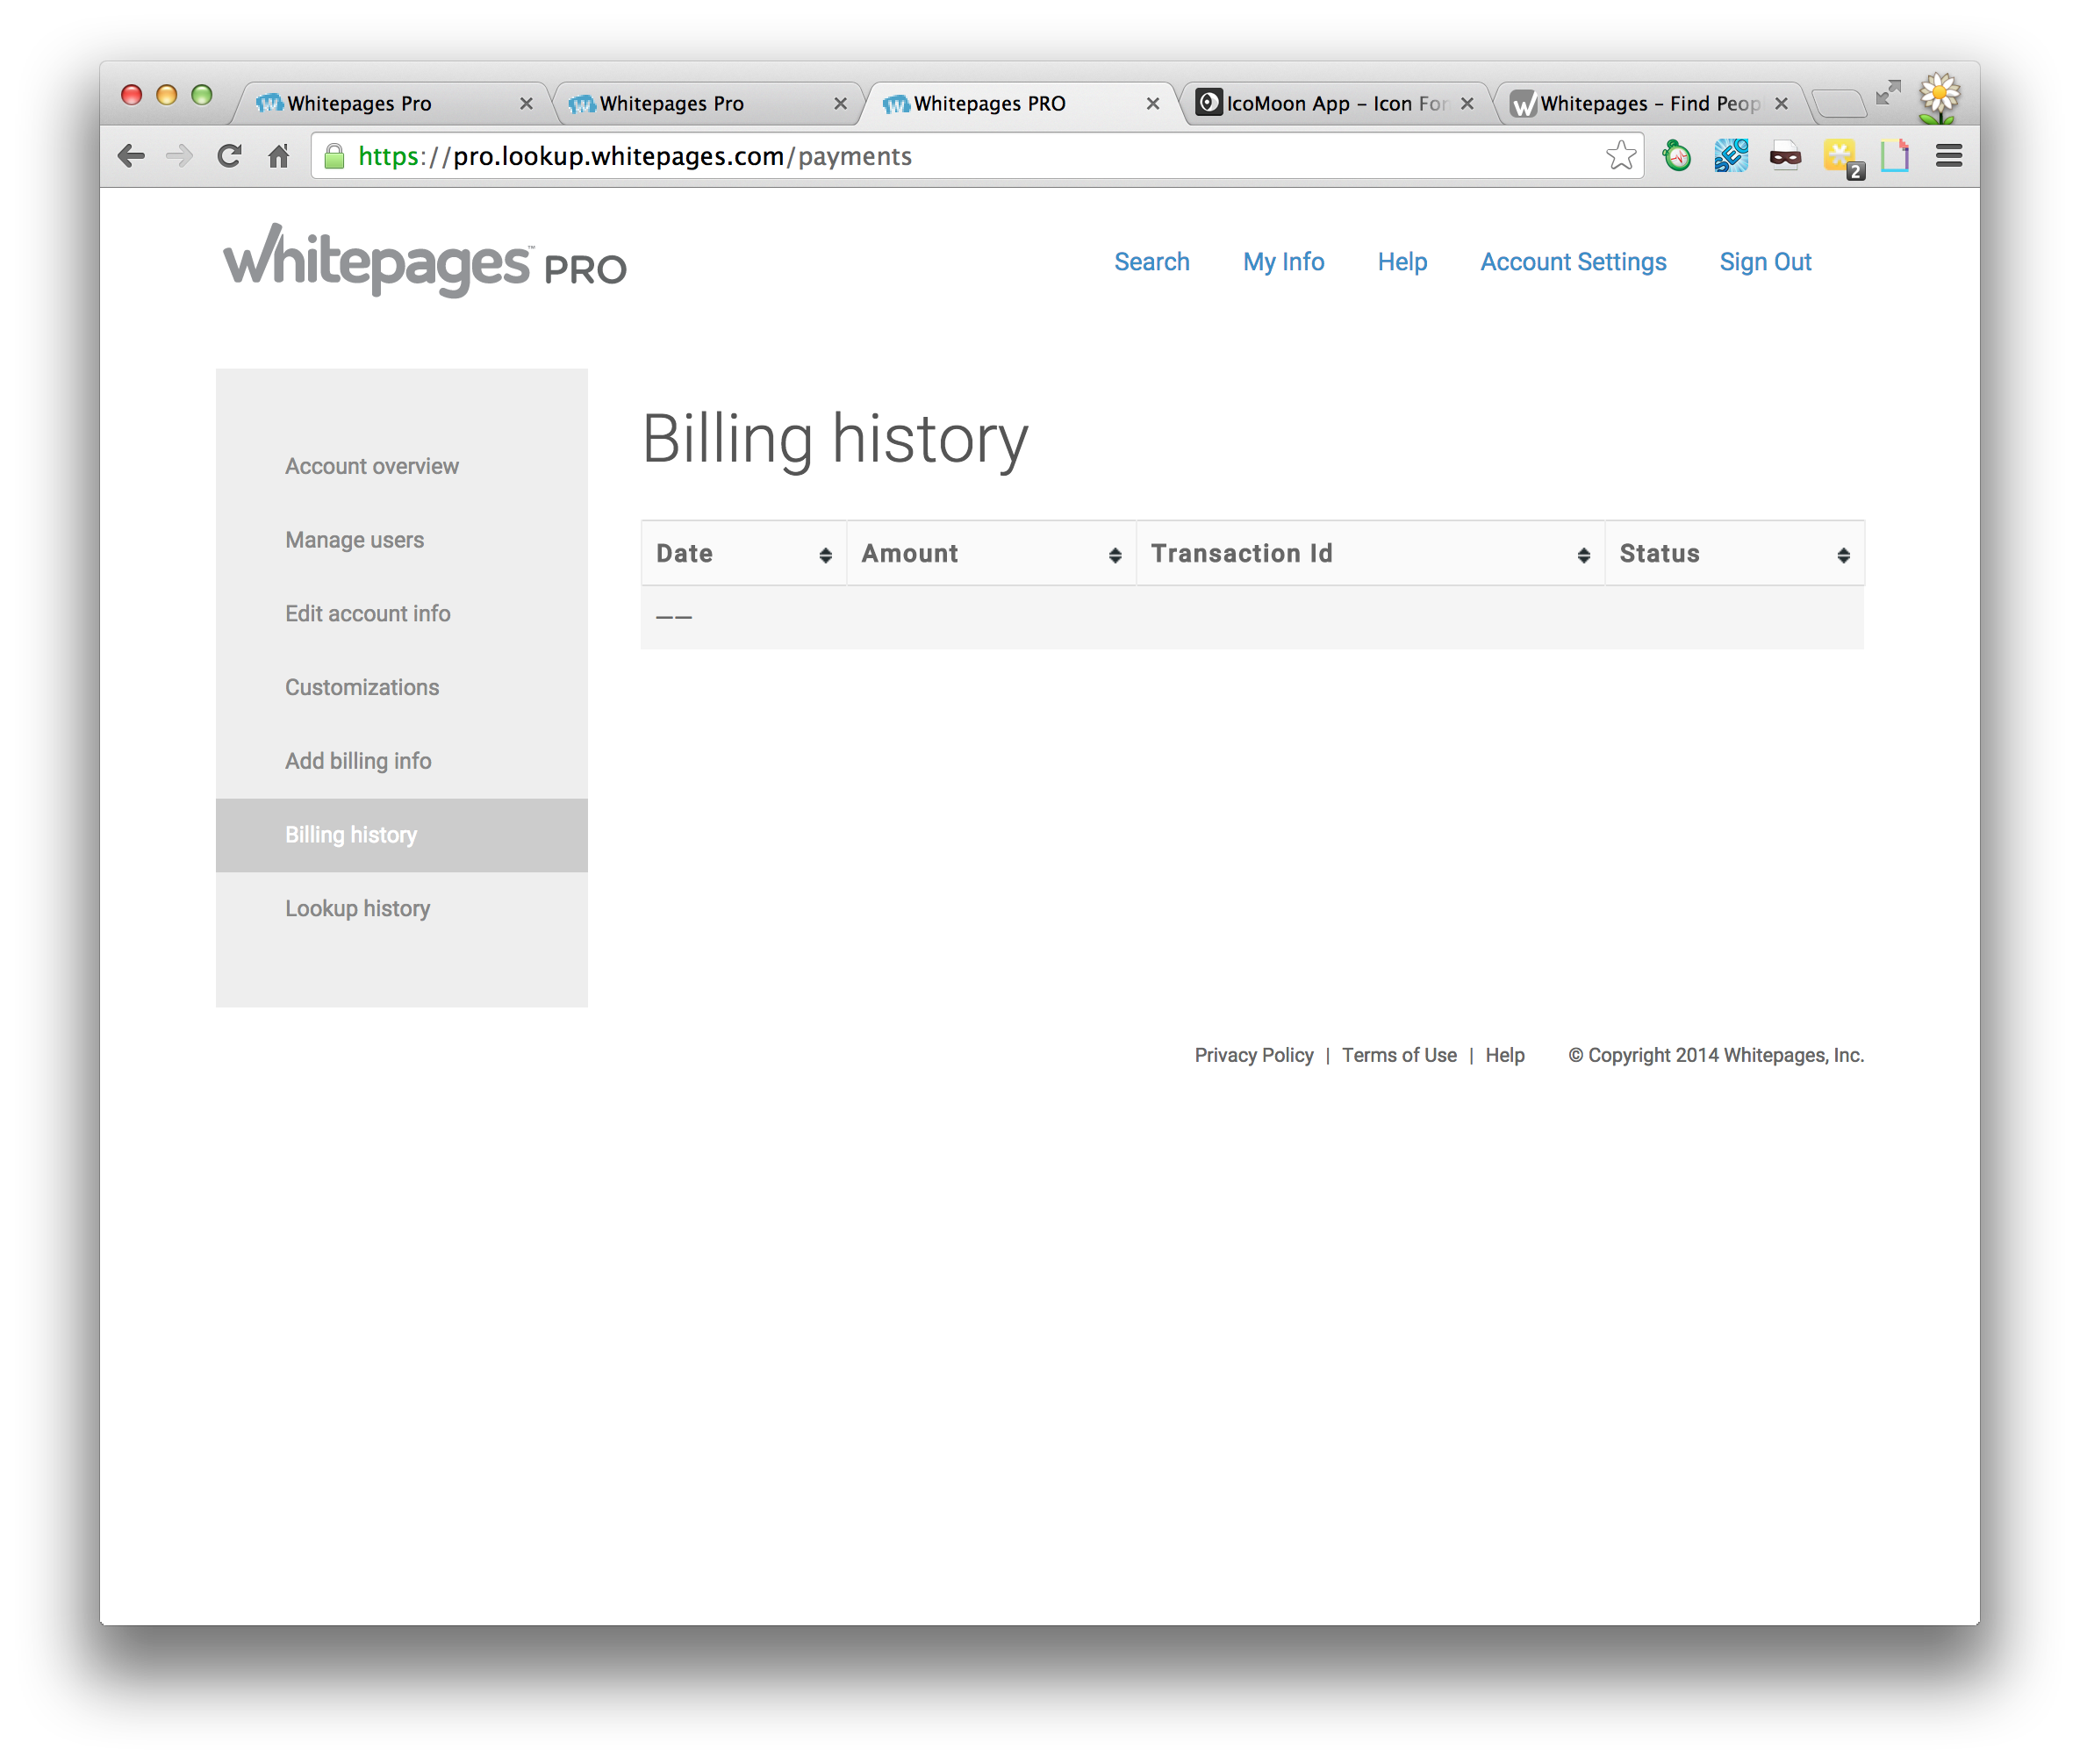 Whitepages Pro
Whitepages Pro
Whitepages PRO
IcoMoon App – Icon For
Whitepages – Find Peop
https://pro.lookup.whitepages.com/payments
SEO
2
whitepages™ PRO
Search My Info Help Account Settings Sign Out
Account overview
Manage users
Edit account info
Customizations
Add billing info
Billing history
Lookup history
Billing history
Date Amount Transaction Id Status
——
Privacy Policy | Terms of Use | Help © Copyright 2014 Whitepages, Inc.